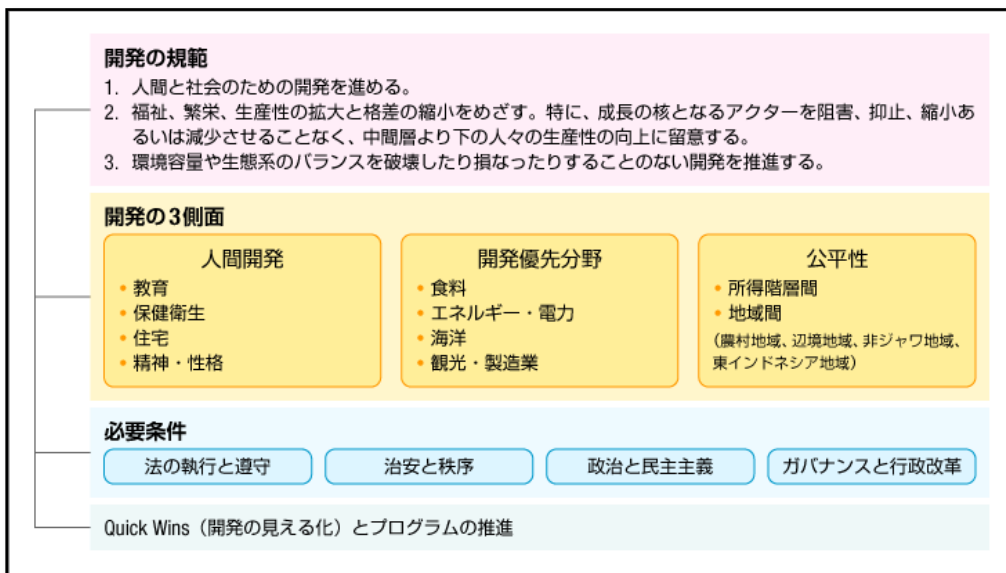 開発の規範
1. 人間と社会のための開発を進める。
2. 福祉、繁栄、生産性の拡大と格差の縮小をめざす。特に、成長の核となるアクターを阻害、抑止、縮小あ
るいは減少させることなく、中間層より下の人々の生産性の向上に留意する。
3. 環境容量や生態系のバランスを破壊したり損なったりすることのない開発を推進する。
開発の3側面
人間開発
• 教育
• 保健衛生
• 住宅
• 精神・性格
開発優先分野
• 食料
• エネルギー・電力
• 海洋
• 観光・製造業
公平性
• 所得階層間
• 地域間
（農村地域、辺境地域、非ジャワ地域、
東インドネシア地域）
必要条件
法の執行と遵守
治安と秩序
政治と民主主義
ガバナンスと行政改革
Quick Wins（開発の見える化）とプログラムの推進